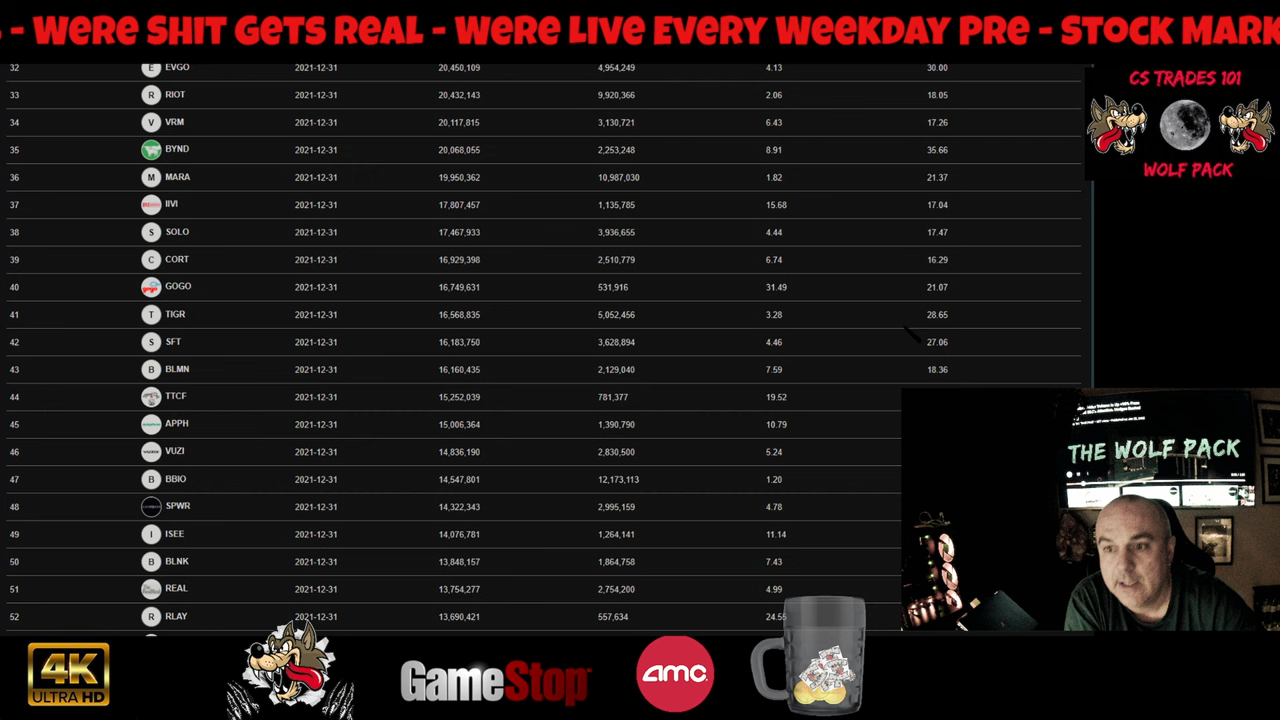 - WERE SHIT GETS REAL - WERE LIVE EVERY WEEKDAY PRE - STOCK MARK
CS TRADES 101
WOLF PACK
32 E EVGO 2021-12-31 20,450,109 4,954,249 4.13 30.00
33 R RIOT 2021-12-31 20,432,143 9,920,366 2.06 18.05
34 V VRM 2021-12-31 20,117,815 3,130,721 6.43 17.26
35 BYND 2021-12-31 20,068,055 2,253,248 8.91 35.66
36 M MARA 2021-12-31 19,950,362 10,987,030 1.82 21.37
37 IIVI 2021-12-31 17,807,457 1,135,785 15.68 17.04
38 S SOLO 2021-12-31 17,467,933 3,936,655 4.44 17.47
39 C CORT 2021-12-31 16,929,398 2,510,779 6.74 16.29
40 GOGO 2021-12-31 16,749,631 531,916 31.49 21.07
41 T TIGR 2021-12-31 16,568,835 5,052,456 3.28 28.65
42 S SFT 2021-12-31 16,183,750 3,628,894 4.46 27.06
43 B BLMN 2021-12-31 16,160,435 2,129,040 7.59 18.36
44 TTCF 2021-12-31 15,252,039 781,377 19.52
45 APPH 2021-12-31 15,006,364 1,390,790 10.79
46 VUZI 2021-12-31 14,836,190 2,830,500 5.24
47 B BBIO 2021-12-31 14,547,801 12,173,113 1.20
48 SPWR 2021-12-31 14,322,343 2,995,159 4.78
49 I ISEE 2021-12-31 14,076,781 1,264,141 11.14
50 B BLNK 2021-12-31 13,848,157 1,864,758 7.43
51 REAL 2021-12-31 13,754,277 2,754,200 4.99
52 R RLAY 2021-12-31 13,690,421 557,634 24.55
THE WOLF PACK
4K
ULTRA HD
GameStop
amc